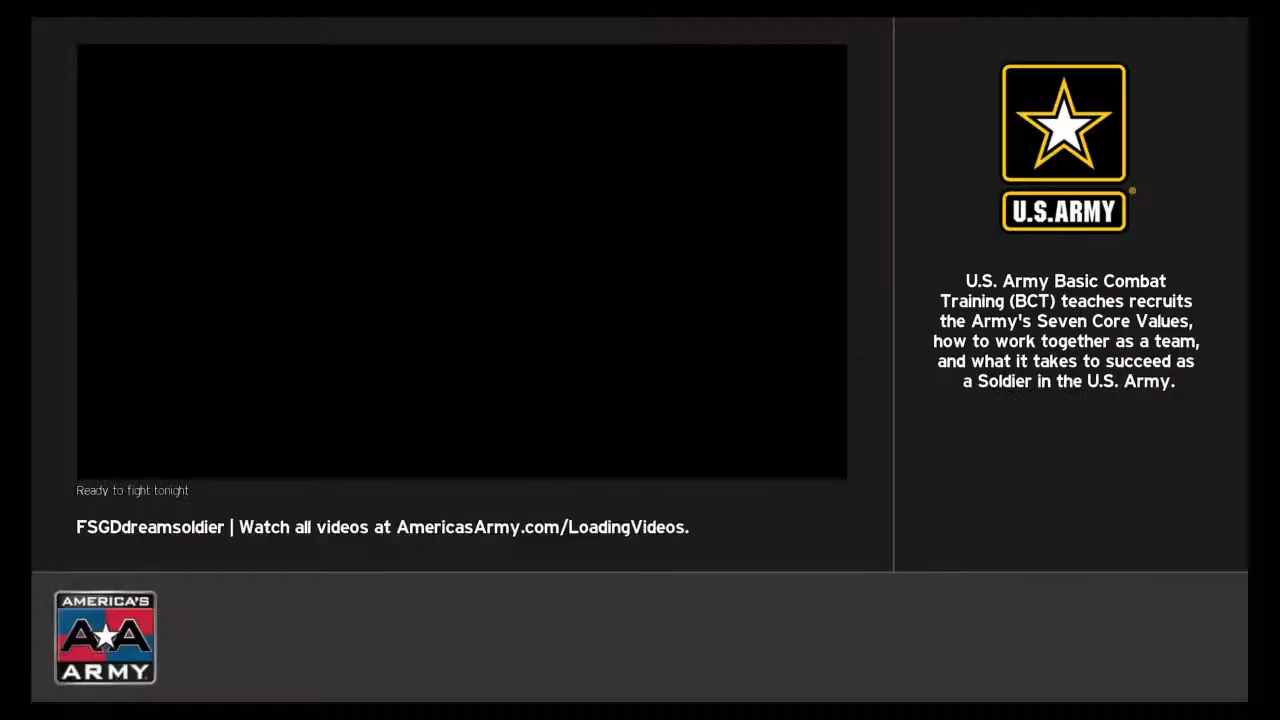 U.S.ARMY
®
U.S. Army Basic Combat
Training (BCT) teaches recruits
the Army's Seven Core Values,
how to work together as a team,
and what it takes to succeed as
a Soldier in the U.S. Army.
Ready to fight tonight
FSGDdreamsoldier | Watch all videos at AmericasArmy.com/LoadingVideos.
AMERICA'S
AA
ARMY